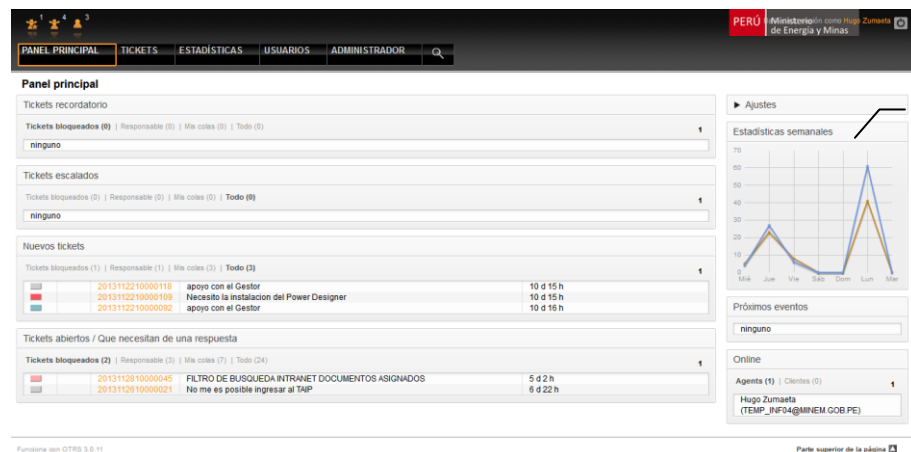 1 4 3
PERÚ Ministerio de Energía y Minas
ón como Hugo Zumaeta
PANEL PRINCIPAL TICKETS ESTADÍSTICAS USUARIOS ADMINISTRADOR
Panel principal
Tickets recordatorio
Tickets bloqueados (0) | Responsable (0) | Mis colas (0) | Todo (0) 1
ninguno
Tickets escalados
Tickets bloqueados (0) | Responsable (0) | Mis colas (0) | Todo (0) 1
ninguno
Nuevos tickets
Tickets bloqueados (1) | Responsable (1) | Mis colas (3) | Todo (3) 1
2013112210000118 apoyo con el Gestor 10 d 15 h
2013112210000109 Necesito la instalacion del Power Designer 10 d 15 h
2013112210000092 apoyo con el Gestor 10 d 16 h
Tickets abiertos / Que necesitan de una respuesta
Tickets bloqueados (2) | Responsable (3) | Mis colas (7) | Todo (24) 1
2013112810000045 FILTRO DE BUSQUEDA INTRANET DOCUMENTOS ASIGNADOS 5 d 2 h
2013112610000021 No me es posible ingresar al TAIP 6 d 22 h
Ajustes
Estadísticas semanales
70
60
50
40
30
20
10
0
Mié Jue Vie Sáb Dom Lun Mar
Próximos eventos
ninguno
Online
Agents (1) | Clientes (0) 1
Hugo Zumaeta
(TEMP_INF04@MINEM.GOB.PE)
Funciona con OTRS 3.0.11
Parte superior de la página